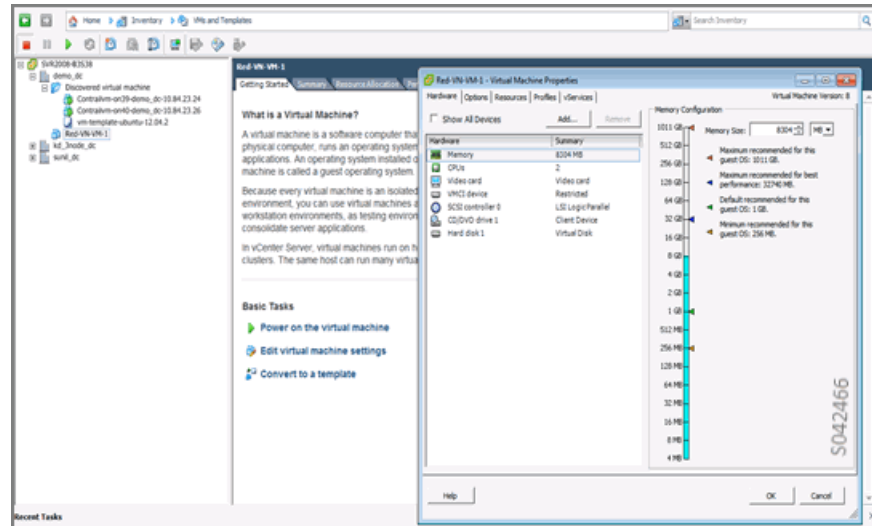 Home
Inventory
VMs and Templates
Search Inventory
SVR2008-B3S38
demo_dc
Discovered virtual machine
Contrailvm-on39-demo_dc-10.84.23.24
Contrailvm-on40-demo_dc-10.84.23.26
vm-template-ubuntu-12.04.2
Red-VN-VM-1
kd_3node_dc
sunil_dc
Red-VN-VM-1
Getting Started Summary Resource Allocation
What is a Virtual Machine?
A virtual machine is a software computer tha
physical computer, runs an operating system
applications. An operating system installed o
machine is called a guest operating system.
Because every virtual machine is an isolated
environment, you can use virtual machines a
workstation environments, as testing environ
consolidate server applications.
In vCenter Server, virtual machines run on h
clusters. The same host can run many virtua
Basic Tasks
Power on the virtual machine
Edit virtual machine settings
Convert to a template
Recent Tasks
Red-VN-VM-1 - Virtual Machine Properties
Hardware Options Resources Profiles vServices
Virtual Machine Version: 8
Show All Devices
Add...
Remove
Hardware Summary
Memory 8304 MB
CPUs 2
Video card Video card
VMCI device Restricted
SCSI controller 0 LSI Logic Parallel
CD/DVD drive 1 Client Device
Hard disk 1 Virtual Disk
Memory Configuration
Memory Size: 8304 MB
1011 GB
512 GB
256 GB
128 GB
64 GB
32 GB
16 GB
8 GB
4 GB
2 GB
1 GB
512 MB
256 MB
128 MB
64 MB
32 MB
16 MB
8 MB
4 MB
Maximum recommended for this
guest OS: 1011 GB.
Maximum recommended for best
performance: 32740 MB.
Default recommended for this
guest OS: 1 GB.
Minimum recommended for this
guest OS: 256 MB.
Help
OK
Cancel
S042466